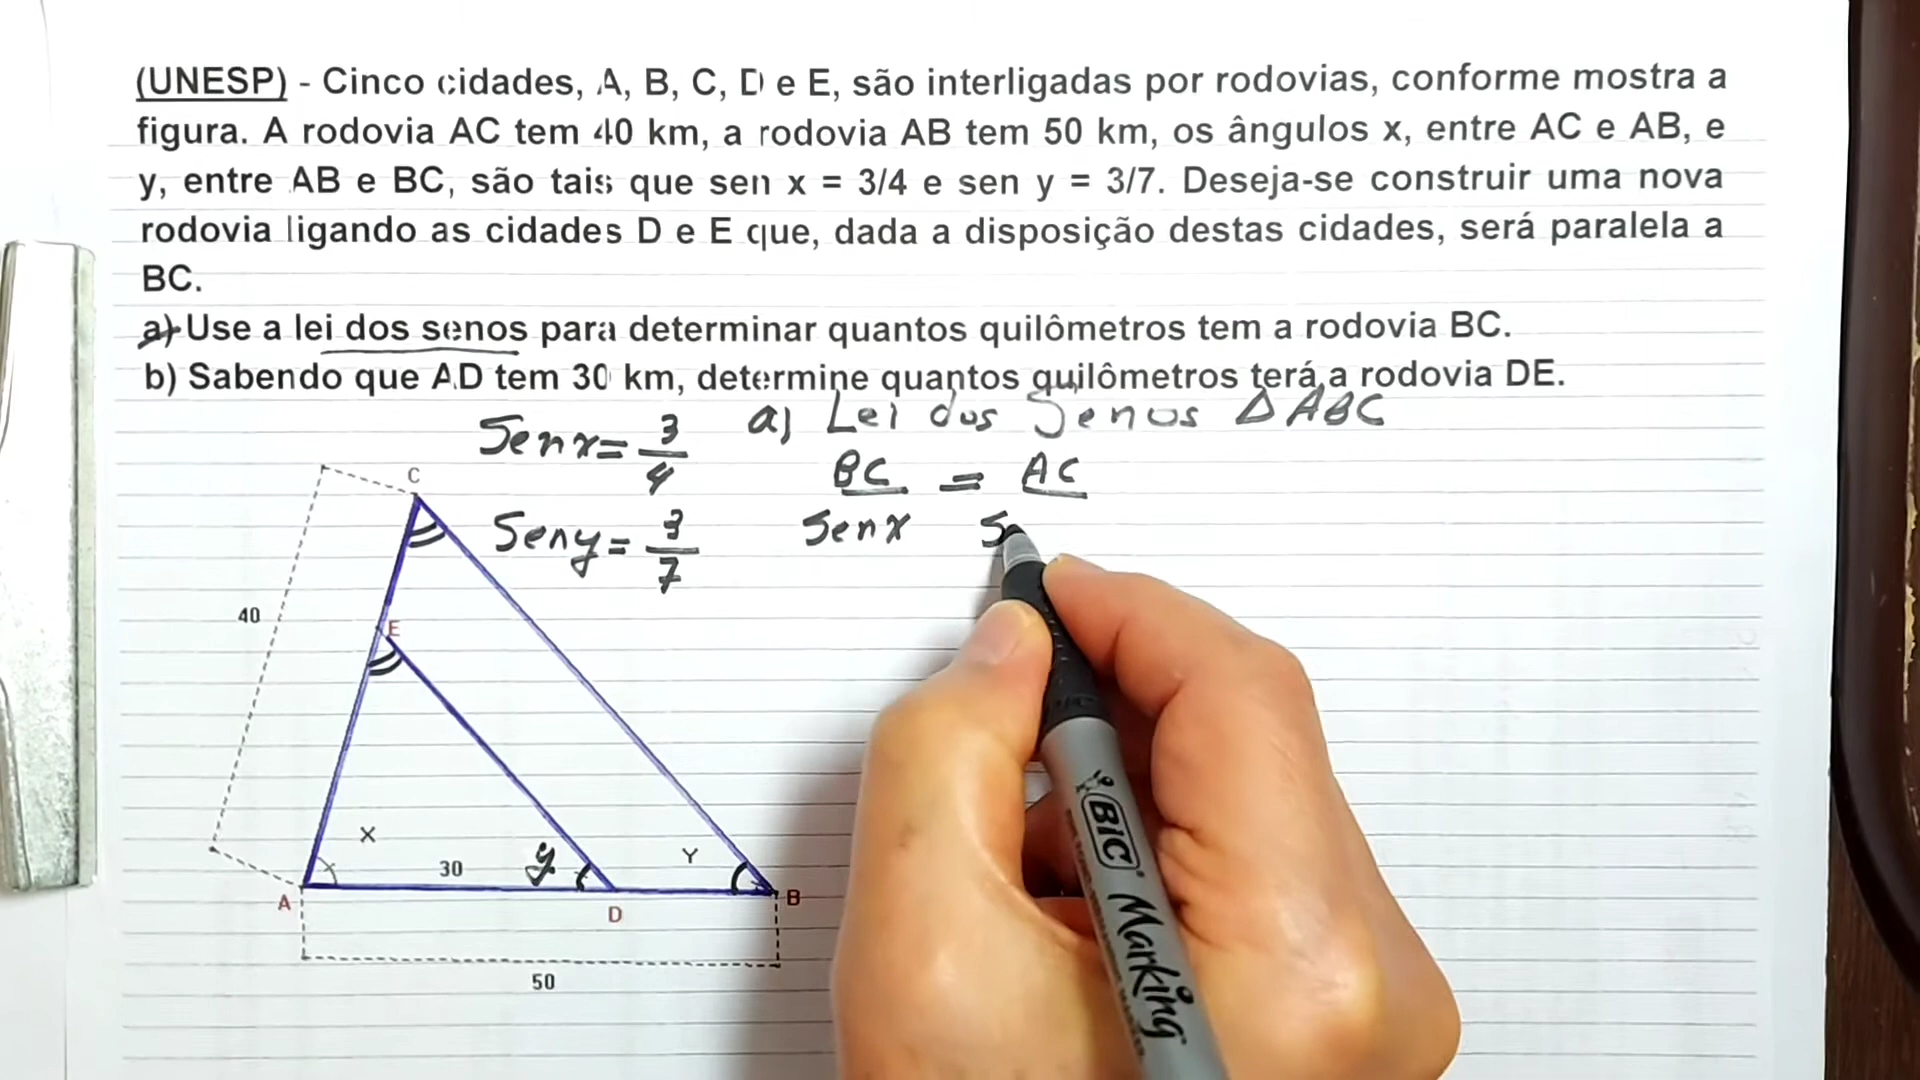 (UNESP) - Cinco cidades, A, B, C, D e E, são interligadas por rodovias, conforme mostra a
figura. A rodovia AC tem 40 km, a rodovia AB tem 50 km, os ângulos x, entre AC e AB, e
y, entre AB e BC, são tais que sen x = 3/4 e sen y = 3/7. Deseja-se construir uma nova
rodovia ligando as cidades D e E que, dada a disposição destas cidades, será paralela a
BC.
a) Use a lei dos senos para determinar quantos quilômetros tem a rodovia BC.
b) Sabendo que AD tem 30 km, determine quantos quilômetros terá a rodovia DE.
a) Lei dos Senos Δ ABC
Sen x = 3/4
BC = AC
Sen x S
Sen y = 3/7
C
40
E
X
30
y
Y
A
D
B
50
BIC Marking